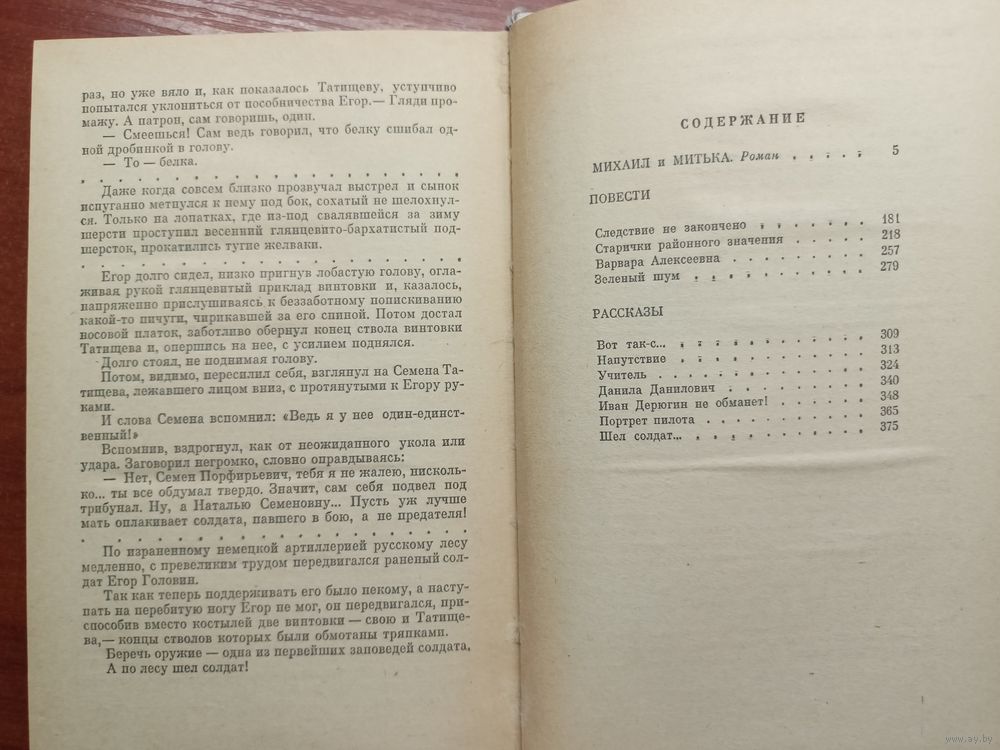 раз, но уже вяло и, как показалось Татищеву, уступчиво
попытался уклониться от пособничества Егор.— Гляди про-
мажу. А патрон, сам говоришь, один.
— Смеешься! Сам ведь говорил, что белку сшибал од-
ной дробинкой в голову.
— То — белка.
. . . . . . . . . . . . . . . . . . . .
Даже когда совсем близко прозвучал выстрел и сынок
испуганно метнулся к нему под бок, сохатый не шелохнул-
ся. Только на лопатках, где из-под свалявшейся за зиму
шерсти проступил весенний глянцевито-бархатистый под-
шерсток, прокатились тугие желваки.
. . . . . . . . . . . . . . . . . . . .
Егор долго сидел, низко пригнув лобастую голову, огла-
живая рукой глянцевитый приклад винтовки и, казалось,
напряженно прислушиваясь к беззаботному попискиванию
какой-то пичуги, чирикавшей за его спиной. Потом достал
носовой платок, заботливо обернул конец ствола винтовки
Татищева и, опершись на нее, с усилием поднялся.
Долго стоял, не поднимая голову.
Потом, видимо, пересилил себя, взглянул на Семена Та-
тищева, лежавшего лицом вниз, с протянутыми к Егору ру-
ками.
И слова Семена вспомнил: «Ведь я у нее один-единст-
венный!»
Вспомнив, вздрогнул, как от неожиданного укола или
удара. Заговорил негромко, словно оправдываясь:
— Нет, Семен Порфирьевич, тебя я не жалею, нисколь-
ко... ты все обдумал твердо. Значит, сам себя подвел под
трибунал. Ну, а Наталью Семеновну... Пусть уж лучше
мать оплакивает солдата, павшего в бою, а не предателя!
. . . . . . . . . . . . . . . . . . . .
По израненному немецкой артиллерией русскому лесу
медленно, с превеликим трудом передвигался раненый сол-
дат Егор Головин.
Так как теперь поддерживать его было некому, а насту-
пать на перебитую ногу Егор не мог, он передвигался, при-
способив вместо костылей две винтовки — свою и Татище-
ва,— концы стволов которых были обмотаны тряпками.
Беречь оружие — одна из первейших заповедей солдата.
А по лесу шел солдат!
СОДЕРЖАНИЕ
МИХАИЛ и МИТЬКА. Роман . . . . . 5
ПОВЕСТИ
Следствие не закончено . . . . . . . 181
Старички районного значения . . . . . 218
Варвара Алексеевна . . . . . . . . 257
Зеленый шум . . . . . . . . . . 279
РАССКАЗЫ
Вот так-с... . . . . . . . . . . 309
Напутствие . . . . . . . . . . 313
Учитель . . . . . . . . . . . 324
Данила Данилович . . . . . . . . 340
Иван Дерюгин не обманет! . . . . . . 348
Портрет пилота . . . . . . . . . 365
Шел солдат... . . . . . . . . . 375
www.ay.by